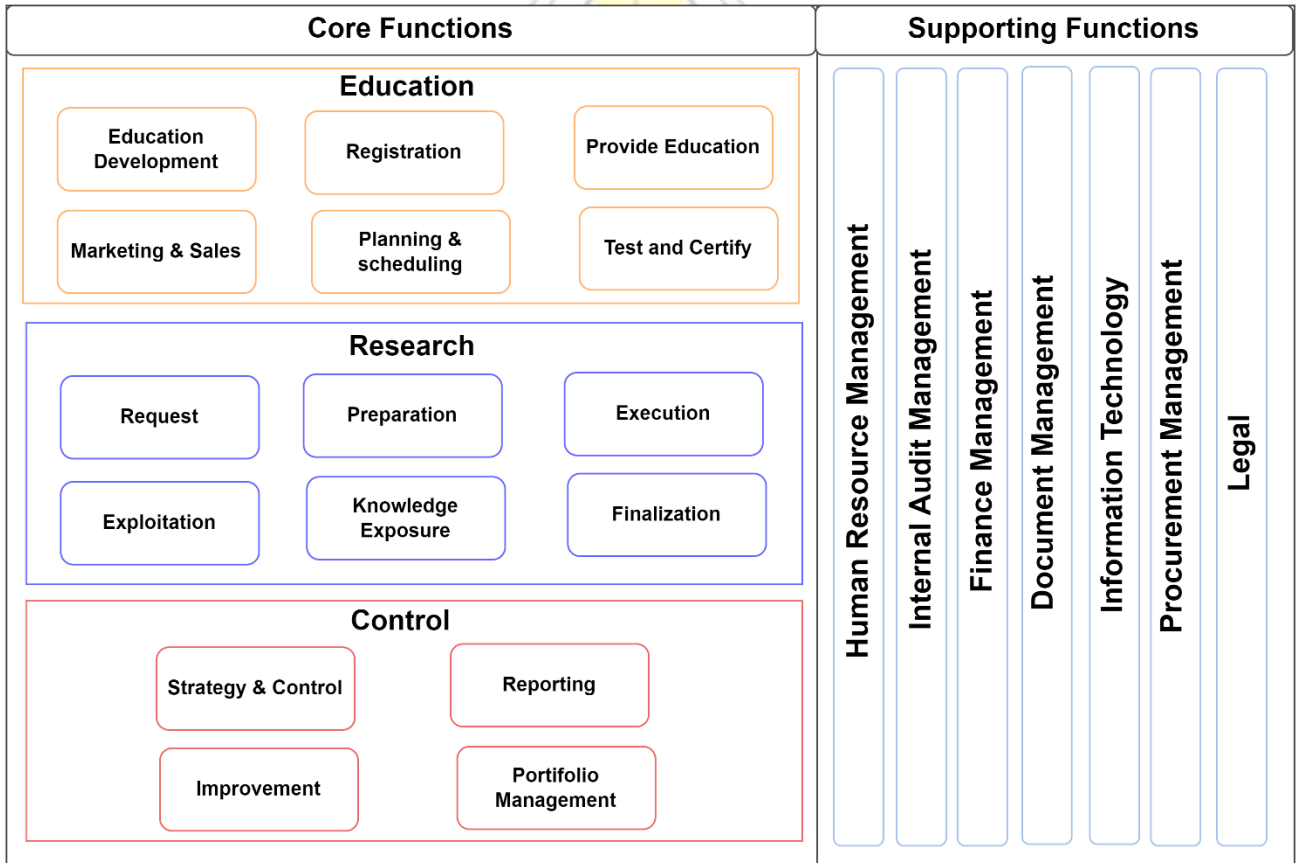 Core Functions
Supporting Functions
Education
Education
Development
Registration
Provide Education
Marketing & Sales
Planning &
scheduling
Test and Certify
Research
Request
Preparation
Execution
Exploitation
Knowledge
Exposure
Finalization
Control
Strategy & Control
Reporting
Improvement
Portifolio
Management
Human Resource Management
Internal Audit Management
Finance Management
Document Management
Information Technology
Procurement Management
Legal